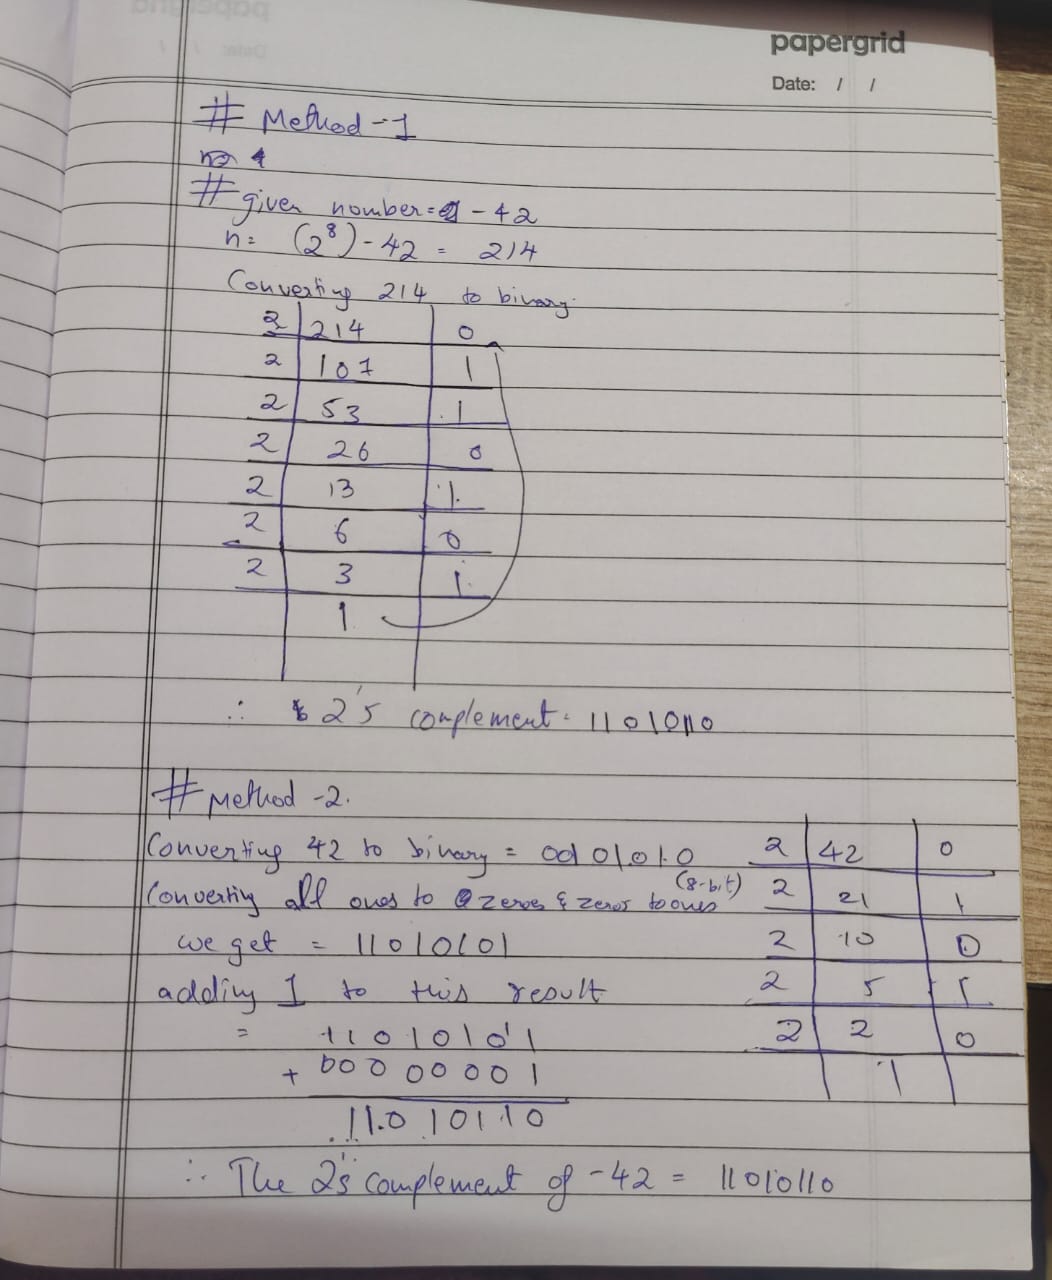 papergrid
Date: / /
# Method -1
# given number = -42
n = (2⁸) - 42 = 214
Converting 214 to binary.
2 | 214 | 0
2 | 107 | 1
2 | 53 | 1
2 | 26 | 0
2 | 13 | 1
2 | 6 | 0
2 | 3 | 1
1
∴ 2's complement = 11010110
# Method -2.
Converting 42 to binary = 00101010
(8-bit)
Converting all ones to zeroes & zeros to ones
we get = 11010101
adding 1 to this result
= 11010101
+ 00000001
11010110
∴ The 2's complement of -42 = 11010110
2 | 42 | 0
2 | 21 | 1
2 | 10 | 0
2 | 5 | 1
2 | 2 | 0
1